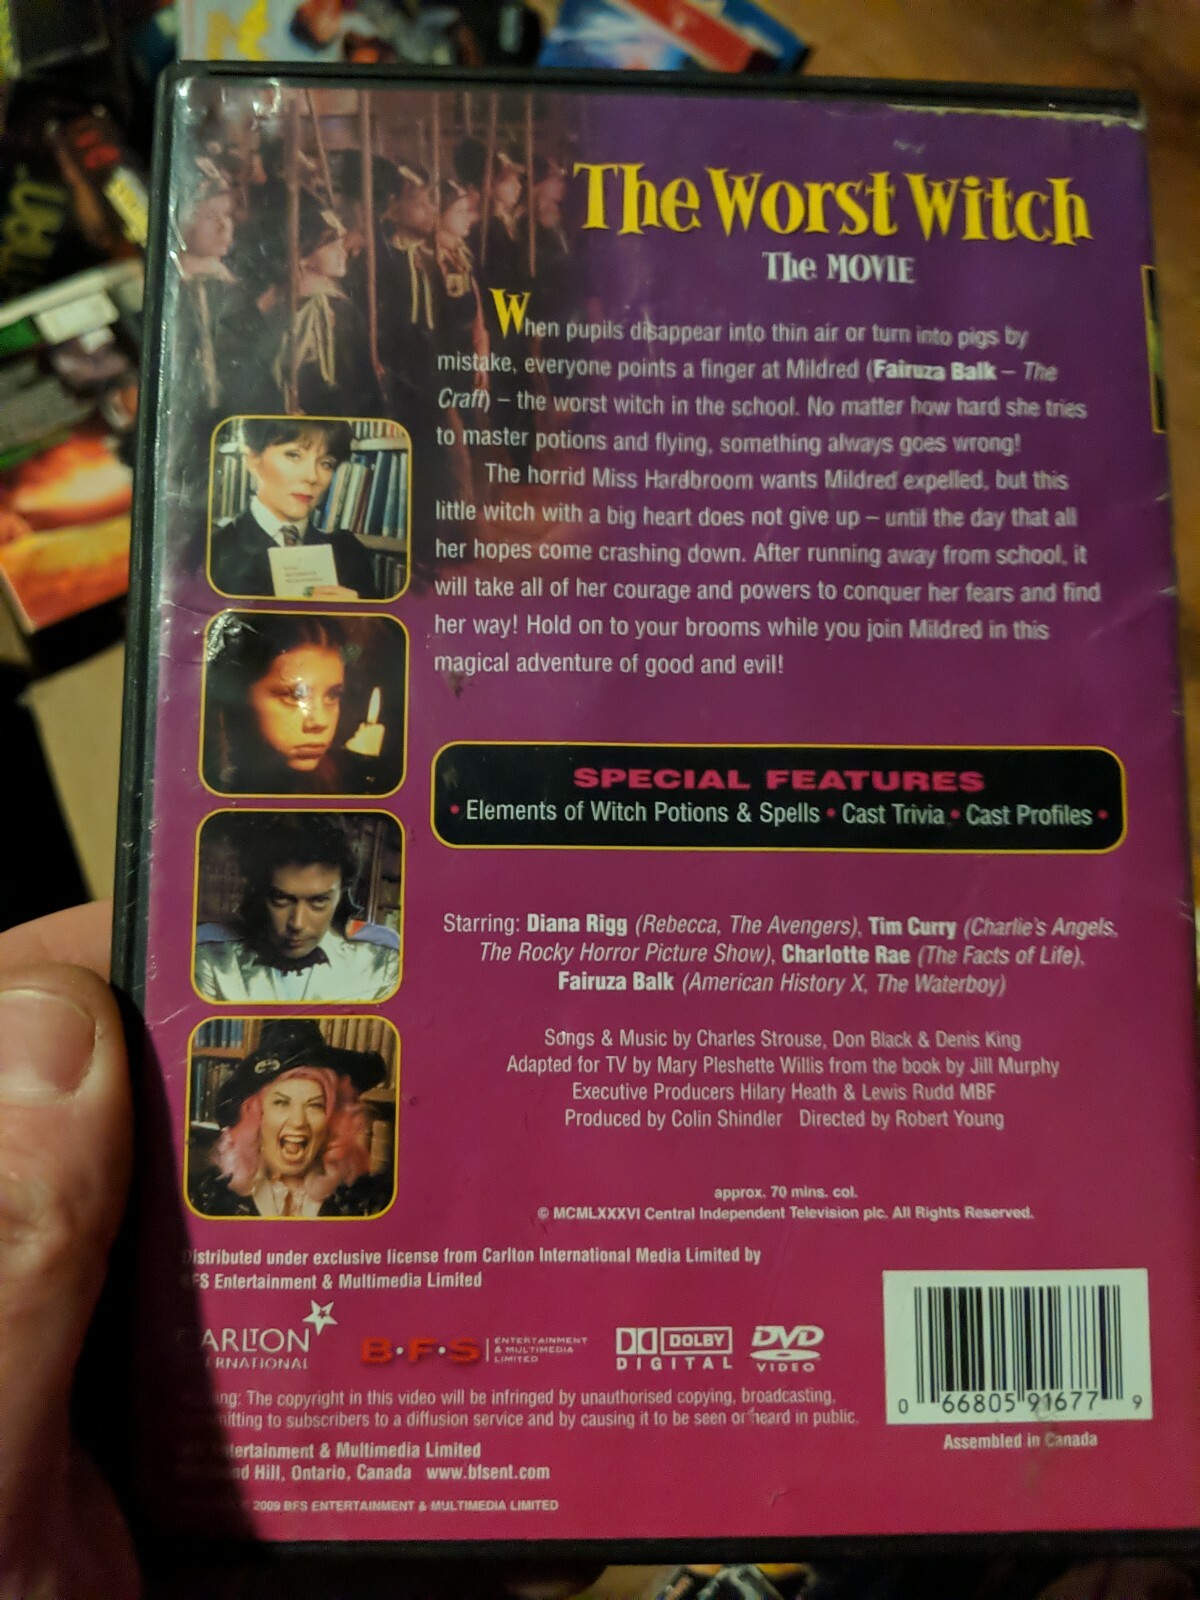 The Worst Witch
The MOVIE
When pupils disappear into thin air or turn into pigs by
mistake, everyone points a finger at Mildred (Fairuza Balk – The
Craft) – the worst witch in the school. No matter how hard she tries
to master potions and flying, something always goes wrong!
The horrid Miss Hardbroom wants Mildred expelled, but this
little witch with a big heart does not give up – until the day that all
her hopes come crashing down. After running away from school, it
will take all of her courage and powers to conquer her fears and find
her way! Hold on to your brooms while you join Mildred in this
magical adventure of good and evil!
SPECIAL FEATURES
• Elements of Witch Potions & Spells • Cast Trivia • Cast Profiles •
Starring: Diana Rigg (Rebecca, The Avengers), Tim Curry (Charlie's Angels,
The Rocky Horror Picture Show), Charlotte Rae (The Facts of Life),
Fairuza Balk (American History X, The Waterboy)
Songs & Music by Charles Strouse, Don Black & Denis King
Adapted for TV by Mary Pleshette Willis from the book by Jill Murphy
Executive Producers Hilary Heath & Lewis Rudd MBF
Produced by Colin Shindler Directed by Robert Young
approx. 70 mins. col.
© MCMLXXXVI Central Independent Television plc. All Rights Reserved.
istributed under exclusive license from Carlton International Media Limited by
FS Entertainment & Multimedia Limited
ARLTON
RNATIONAL
B•F•S
ENTERTAINMENT
& MULTIMEDIA
LIMITED
DOLBY
DIGITAL
DVD
VIDEO
ng: The copyright in this video will be infringed by unauthorised copying, broadcasting,
itting to subscribers to a diffusion service and by causing it to be seen or heard in public.
tertainment & Multimedia Limited
d Hill, Ontario, Canada www.bfsent.com
2009 BFS ENTERTAINMENT & MULTIMEDIA LIMITED
0 66805 91677 9
Assembled in Canada